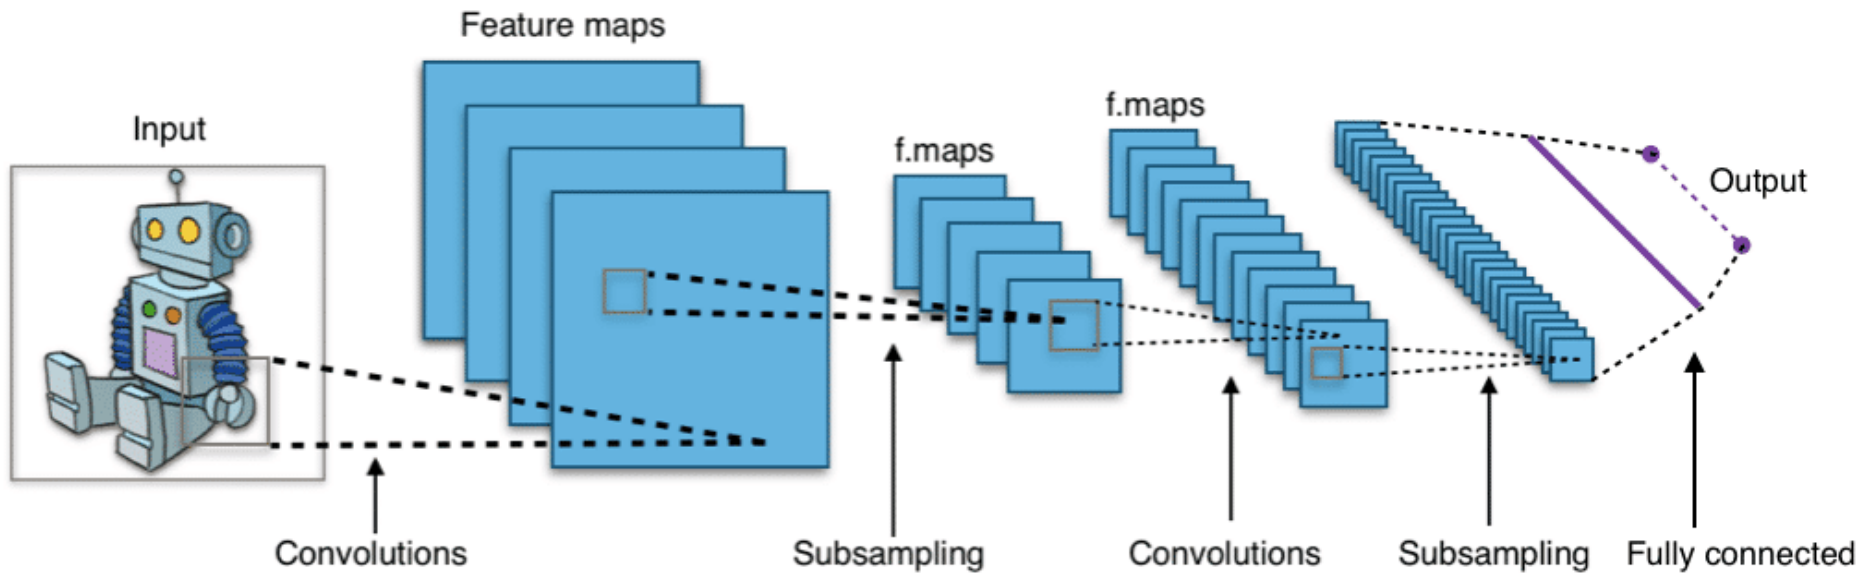 Feature maps
Input
f.maps
f.maps
Output
Convolutions
Subsampling
Convolutions
Subsampling
Fully connected